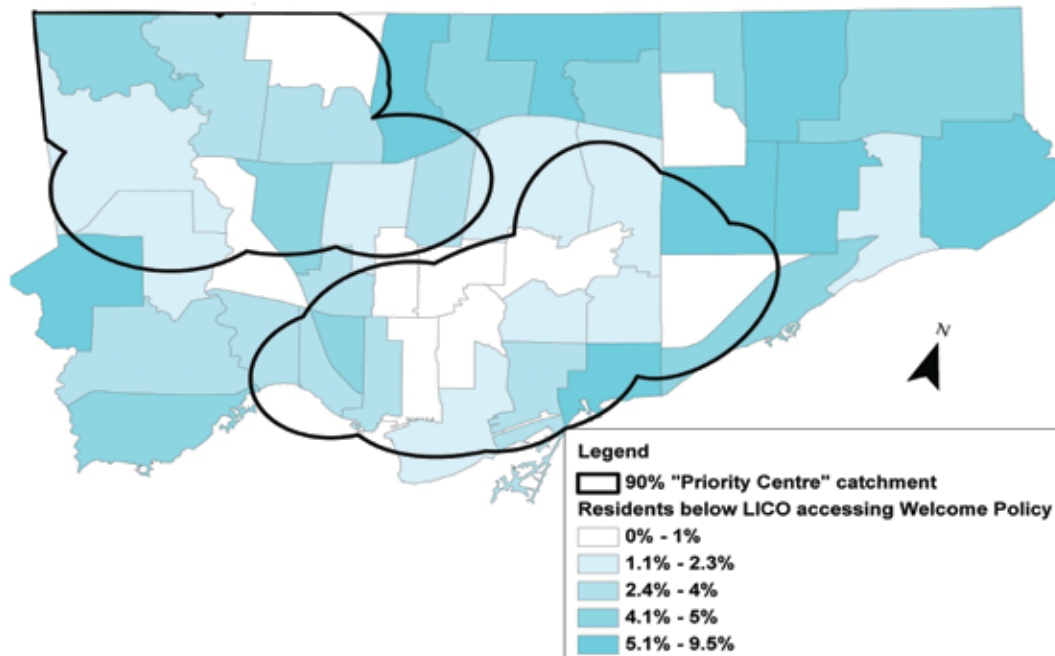 N
Legend
90% "Priority Centre" catchment
Residents below LICO accessing Welcome Policy
0% - 1%
1.1% - 2.3%
2.4% - 4%
4.1% - 5%
5.1% - 9.5%